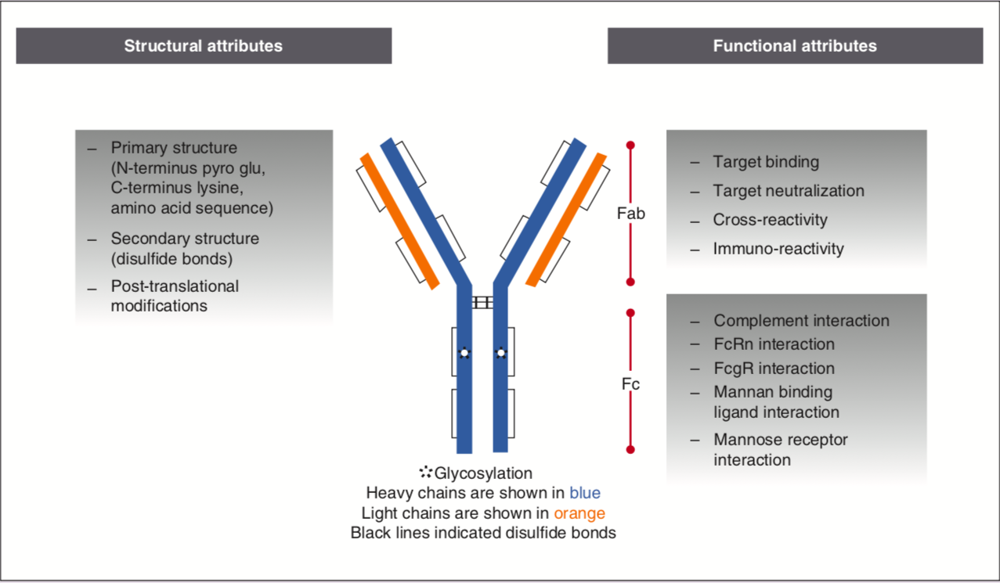 Structural attributes
Functional attributes
– Primary structure
(N-terminus pyro glu,
C-terminus lysine,
amino acid sequence)
– Secondary structure
(disulfide bonds)
– Post-translational
modifications
Fab
Fc
– Target binding
– Target neutralization
– Cross-reactivity
– Immuno-reactivity
– Complement interaction
– FcRn interaction
– FcgR interaction
– Mannan binding
ligand interaction
– Mannose receptor
interaction
Glycosylation
Heavy chains are shown in blue
Light chains are shown in orange
Black lines indicated disulfide bonds